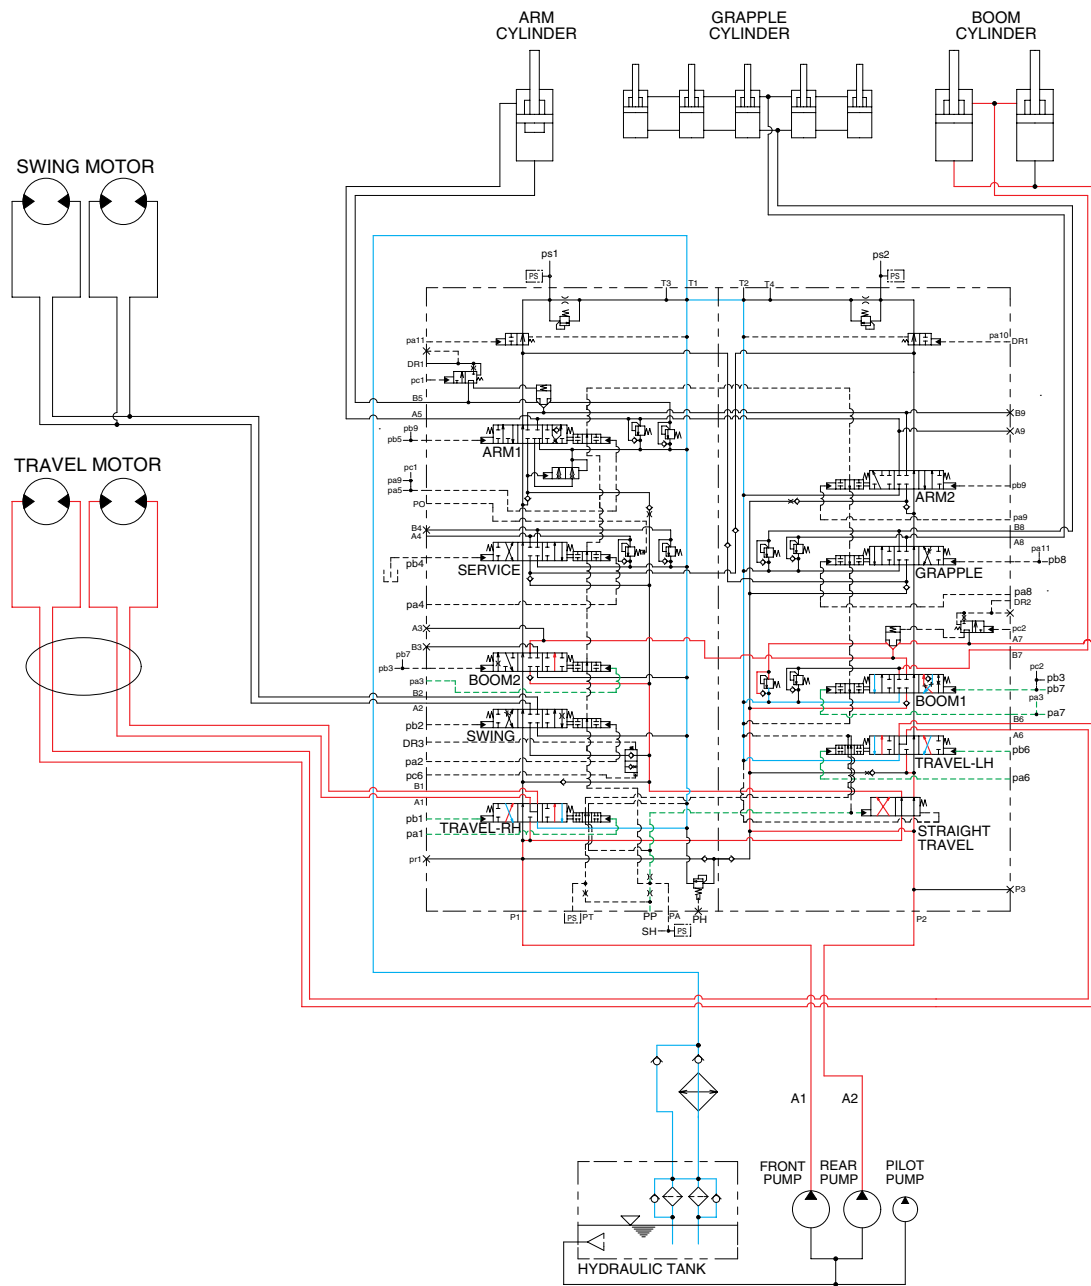 ARM
CYLINDER
GRAPPLE
CYLINDER
BOOM
CYLINDER
SWING MOTOR
TRAVEL MOTOR
ps1
PS
ps2
PS
T3
T1
T2
T4
pa11
DR1
pc1
B5
A5
pb9
pb5
ARM1
pc1
pa9
pa5
PO
B4
A4
pb4
SERVICE
pa4
A3
B3
pb7
pb3
BOOM2
pa3
B2
A2
pb2
SWING
DR3
pa2
pc6
B1
A1
pb1
TRAVEL-RH
pa1
pr1
pa10
DR1
B9
A9
ARM2
pb9
pa9
B8
A8
pa11
pb8
GRAPPLE
pa8
DR2
pc2
A7
B7
pc2
pb3
pb7
BOOM1
pa3
pa7
B6
A6
pb6
TRAVEL-LH
pa6
STRAIGHT
TRAVEL
P3
P1
PS
PT
PP
PA
PH
SH
PS
P2
A1
A2
FRONT
PUMP
REAR
PUMP
PILOT
PUMP
HYDRAULIC TANK